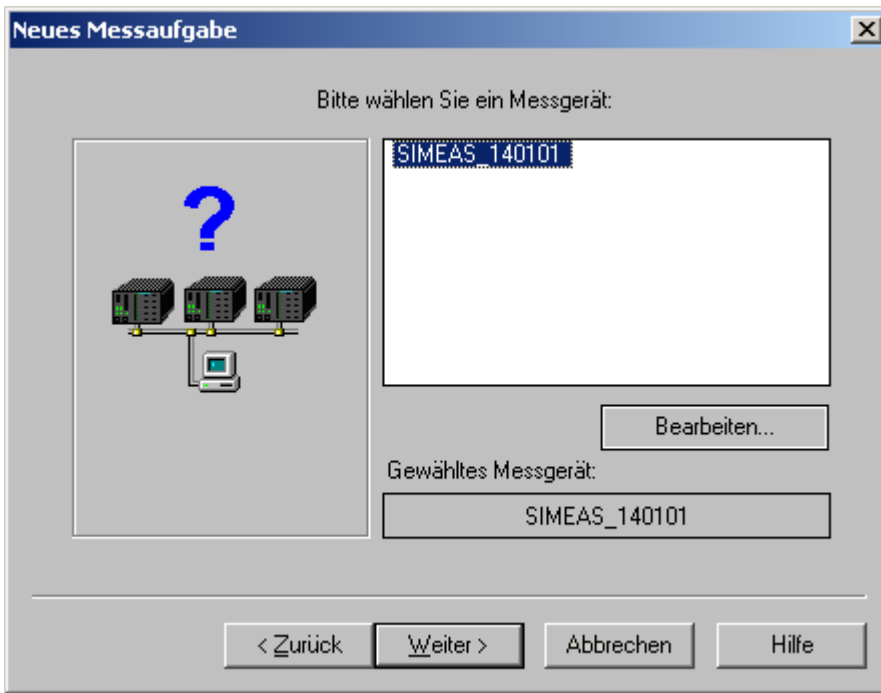 Neues Messaufgabe
Bitte wählen Sie ein Messgerät:
?
SIMEAS_140101
Bearbeiten...
Gewähltes Messgerät:
SIMEAS_140101
< Zurück
Weiter >
Abbrechen
Hilfe